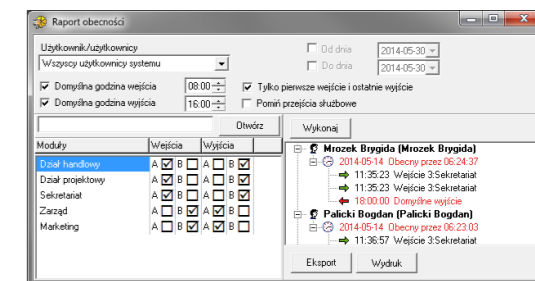 Raport obecności
Użytkownik/użytkownicy
Wszyscy użytkownicy systemu
Od dnia 2014-05-30
Do dnia 2014-05-30
Domyślna godzina wejścia 08:00
Tylko pierwsze wejście i ostatnie wyjście
Domyślna godzina wyjścia 16:00
Pomiń przejścia służbowe
Otwórz
Wykonaj
Moduły Wejścia Wyjścia
Dział handlowy A B A B
Dział projektowy A B A B
Sekretariat A B A B
Zarząd A B A B
Marketing A B A B
Mrozek Brygida (Mrozek Brygida)
2014-05-14 Obecny przez 06:24:37
11:35:23 Wejście 3:Sekretariat
11:35:23 Wejście 3:Sekretariat
18:00:00 Domyślne wyjście
Palicki Bogdan (Palicki Bogdan)
2014-05-14 Obecny przez 06:23:03
11:36:57 Wejście 3:Sekretariat
Eksport
Wydruk